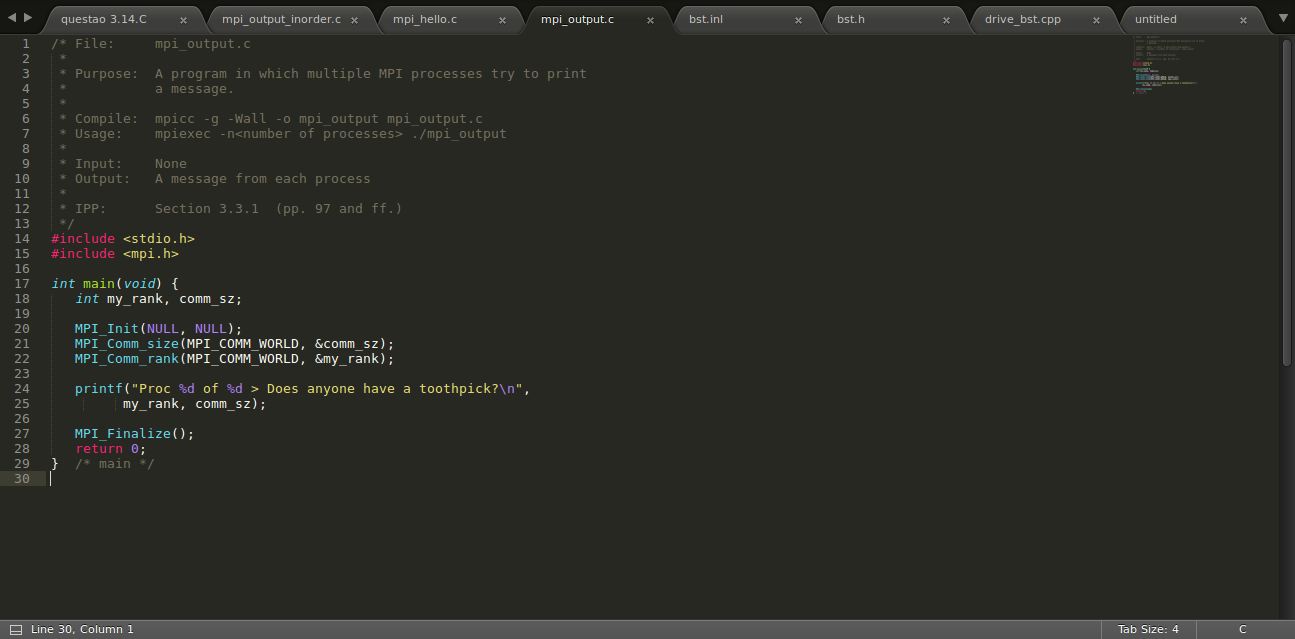 questao 3.14.C × mpi_output_inorder.c × mpi_hello.c × mpi_output.c × bst.inl × bst.h × drive_bst.cpp × untitled ×
1 /* File:      mpi_output.c
2  *
3  * Purpose:  A program in which multiple MPI processes try to print
4  *           a message.
5  *
6  * Compile:  mpicc -g -Wall -o mpi_output mpi_output.c
7  * Usage:    mpiexec -n<number of processes> ./mpi_output
8  *
9  * Input:    None
10  * Output:   A message from each process
11  *
12  * IPP:      Section 3.3.1  (pp. 97 and ff.)
13  */
14 #include <stdio.h>
15 #include <mpi.h>
16
17 int main(void) {
18    int my_rank, comm_sz;
19
20    MPI_Init(NULL, NULL);
21    MPI_Comm_size(MPI_COMM_WORLD, &comm_sz);
22    MPI_Comm_rank(MPI_COMM_WORLD, &my_rank);
23
24    printf("Proc %d of %d > Does anyone have a toothpick?\n",
25          my_rank, comm_sz);
26
27    MPI_Finalize();
28    return 0;
29 }  /* main */
30
Line 30, Column 1 Tab Size: 4 C